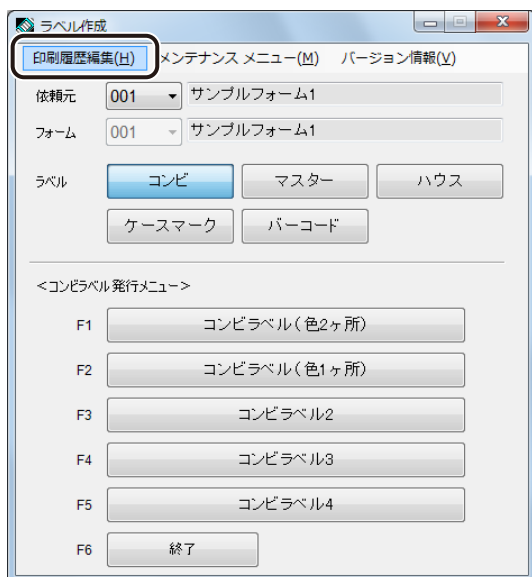 ラベル作成
印刷履歴編集(H) メンテナンス メニュー(M) バージョン情報(V)
依頼元 001 サンプルフォーム1
フォーム 001 サンプルフォーム1
ラベル コンビ マスター ハウス
ケースマーク バーコード
<コンビラベル発行メニュー>
F1 コンビラベル(色2ヶ所)
F2 コンビラベル(色1ヶ所)
F3 コンビラベル2
F4 コンビラベル3
F5 コンビラベル4
F6 終了